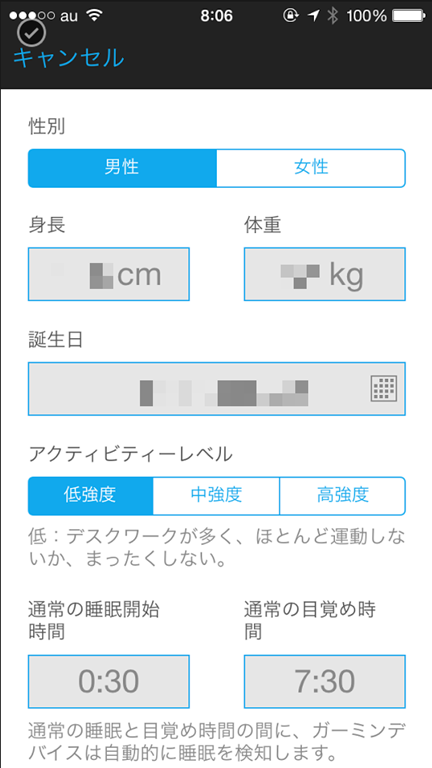 au 8:06 100%
キャンセル
性別
男性 女性
身長 体重
cm kg
誕生日
アクティビティーレベル
低強度 中強度 高強度
低：デスクワークが多く、ほとんど運動しな
いか、まったくしない。
通常の睡眠開始 通常の目覚め時
時間 間
0:30 7:30
通常の睡眠と目覚め時間の間に、ガーミンデ
バイスは自動的に睡眠を検知します。